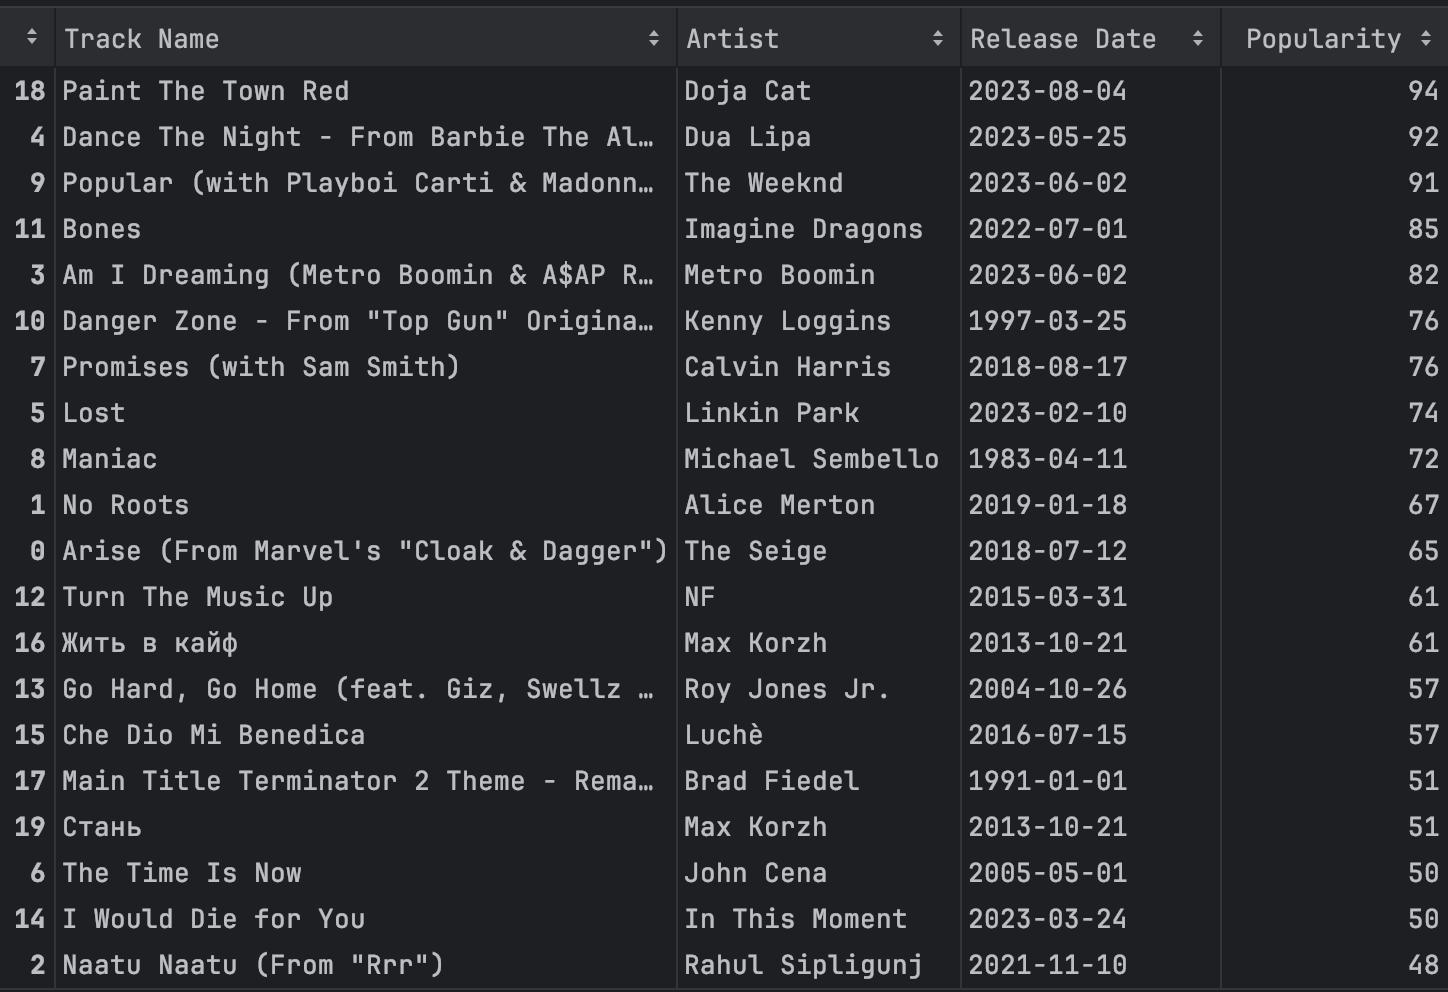 Track Name Artist Release Date Popularity
18 Paint The Town Red Doja Cat 2023-08-04 94
4 Dance The Night - From Barbie The Al… Dua Lipa 2023-05-25 92
9 Popular (with Playboi Carti & Madonn… The Weeknd 2023-06-02 91
11 Bones Imagine Dragons 2022-07-01 85
3 Am I Dreaming (Metro Boomin & A$AP R… Metro Boomin 2023-06-02 82
10 Danger Zone - From "Top Gun" Origina… Kenny Loggins 1997-03-25 76
7 Promises (with Sam Smith) Calvin Harris 2018-08-17 76
5 Lost Linkin Park 2023-02-10 74
8 Maniac Michael Sembello 1983-04-11 72
1 No Roots Alice Merton 2019-01-18 67
0 Arise (From Marvel's "Cloak & Dagger") The Seige 2018-07-12 65
12 Turn The Music Up NF 2015-03-31 61
16 Жить в кайф Max Korzh 2013-10-21 61
13 Go Hard, Go Home (feat. Giz, Swellz … Roy Jones Jr. 2004-10-26 57
15 Che Dio Mi Benedica Luchè 2016-07-15 57
17 Main Title Terminator 2 Theme - Rema… Brad Fiedel 1991-01-01 51
19 Стань Max Korzh 2013-10-21 51
6 The Time Is Now John Cena 2005-05-01 50
14 I Would Die for You In This Moment 2023-03-24 50
2 Naatu Naatu (From "Rrr") Rahul Sipligunj 2021-11-10 48